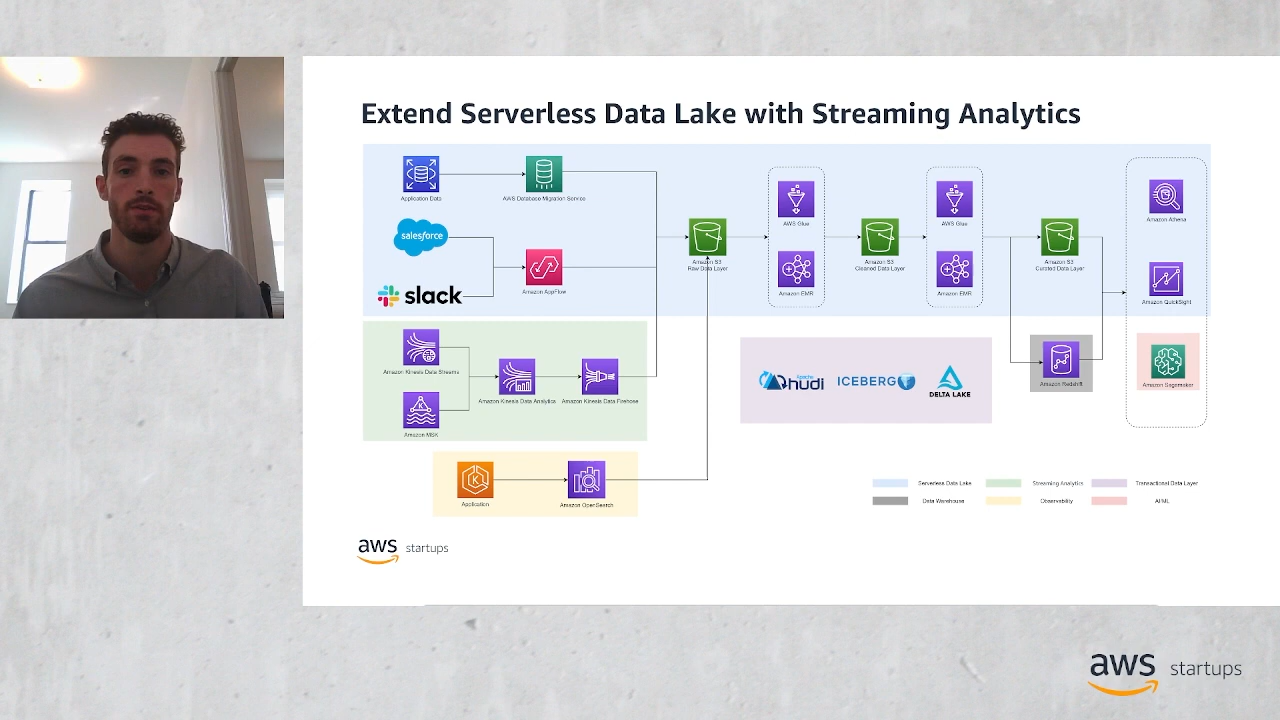 Extend Serverless Data Lake with Streaming Analytics
Application Data
AWS Database Migration Service
salesforce
slack
Amazon AppFlow
Amazon S3
Raw Data Layer
AWS Glue
Amazon EMR
Amazon S3
Cleaned Data Layer
AWS Glue
Amazon EMR
Amazon S3
Curated Data Layer
Amazon Athena
Amazon QuickSight
Amazon Kinesis Data Streams
Amazon MSK
Amazon Kinesis Data Analytics
Amazon Kinesis Data Firehose
Apache
hudi
ICEBERG
DELTA LAKE
Amazon Redshift
Amazon Sagemaker
Application
Amazon OpenSearch
Serverless Data Lake
Streaming Analytics
Transactional Data Layer
Data Warehouse
Observability
AI/ML
aws startups
aws startups